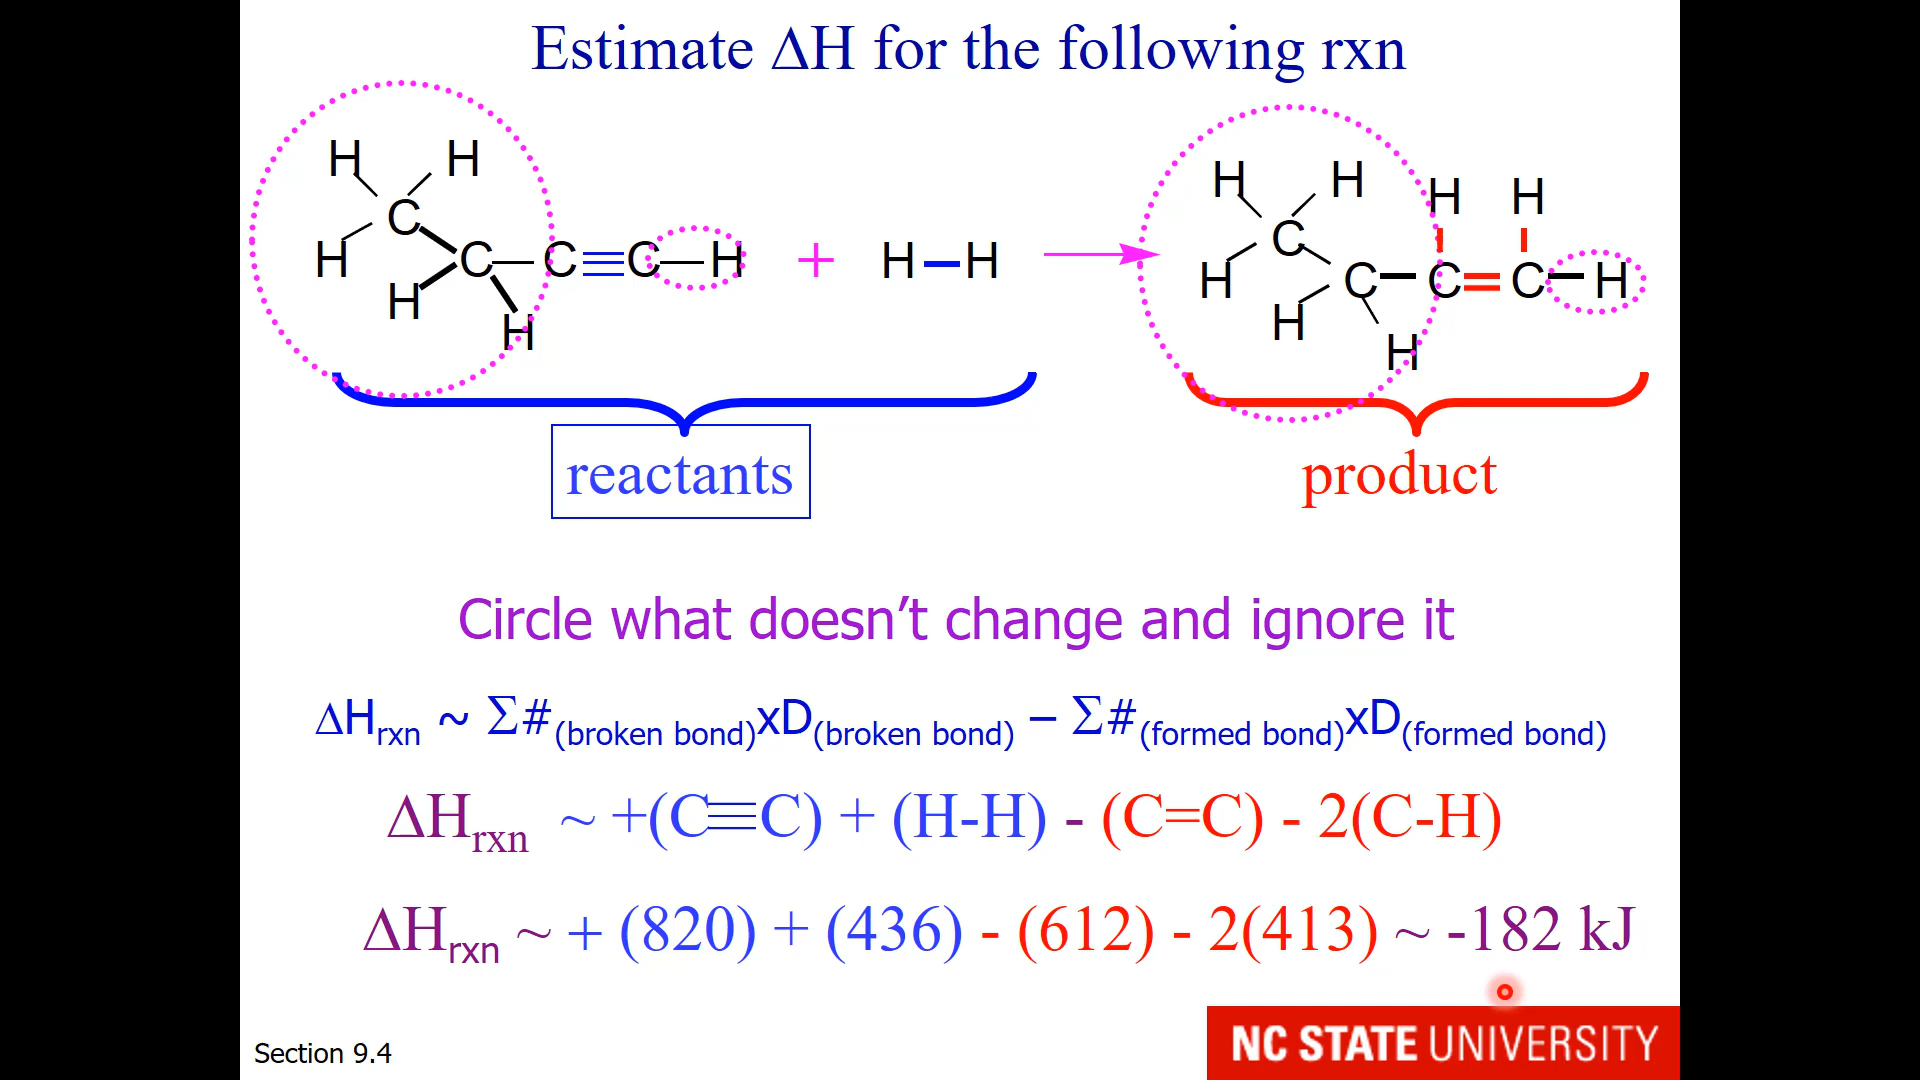 Estimate ΔH for the following rxn
H H H H H H
C C
H C C≡C H + H H H C C=C H
H H
H H
reactants product
Circle what doesn't change and ignore it
ΔHrxn ~ Σ#(broken bond)xD(broken bond) – Σ#(formed bond)xD(formed bond)
ΔHrxn ~ +(C≡C) + (H-H) - (C=C) - 2(C-H)
ΔHrxn ~ + (820) + (436) - (612) - 2(413) ~ -182 kJ
Section 9.4
NC STATE UNIVERSITY